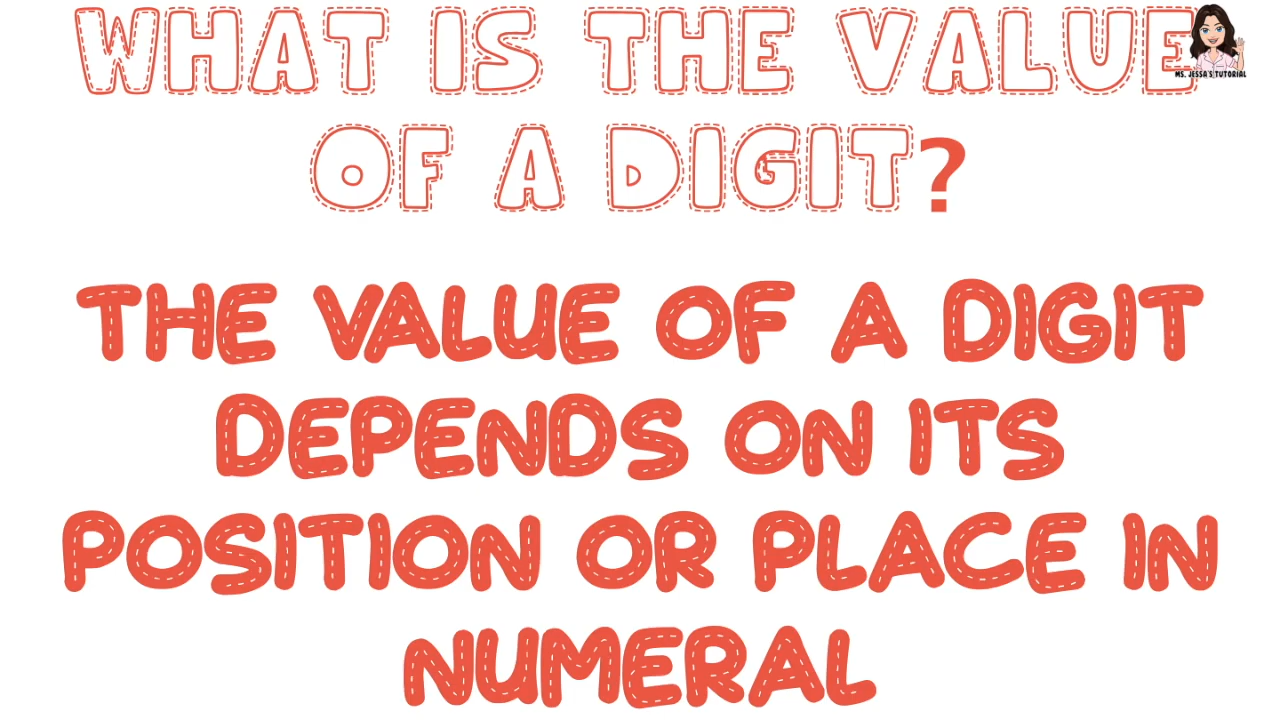 WHAT IS THE VALUE
OF A DIGIT?
MS. JESSA'S TUTORIAL
THE VALUE OF A DIGIT
DEPENDS ON ITS
POSITION OR PLACE IN
NUMERAL